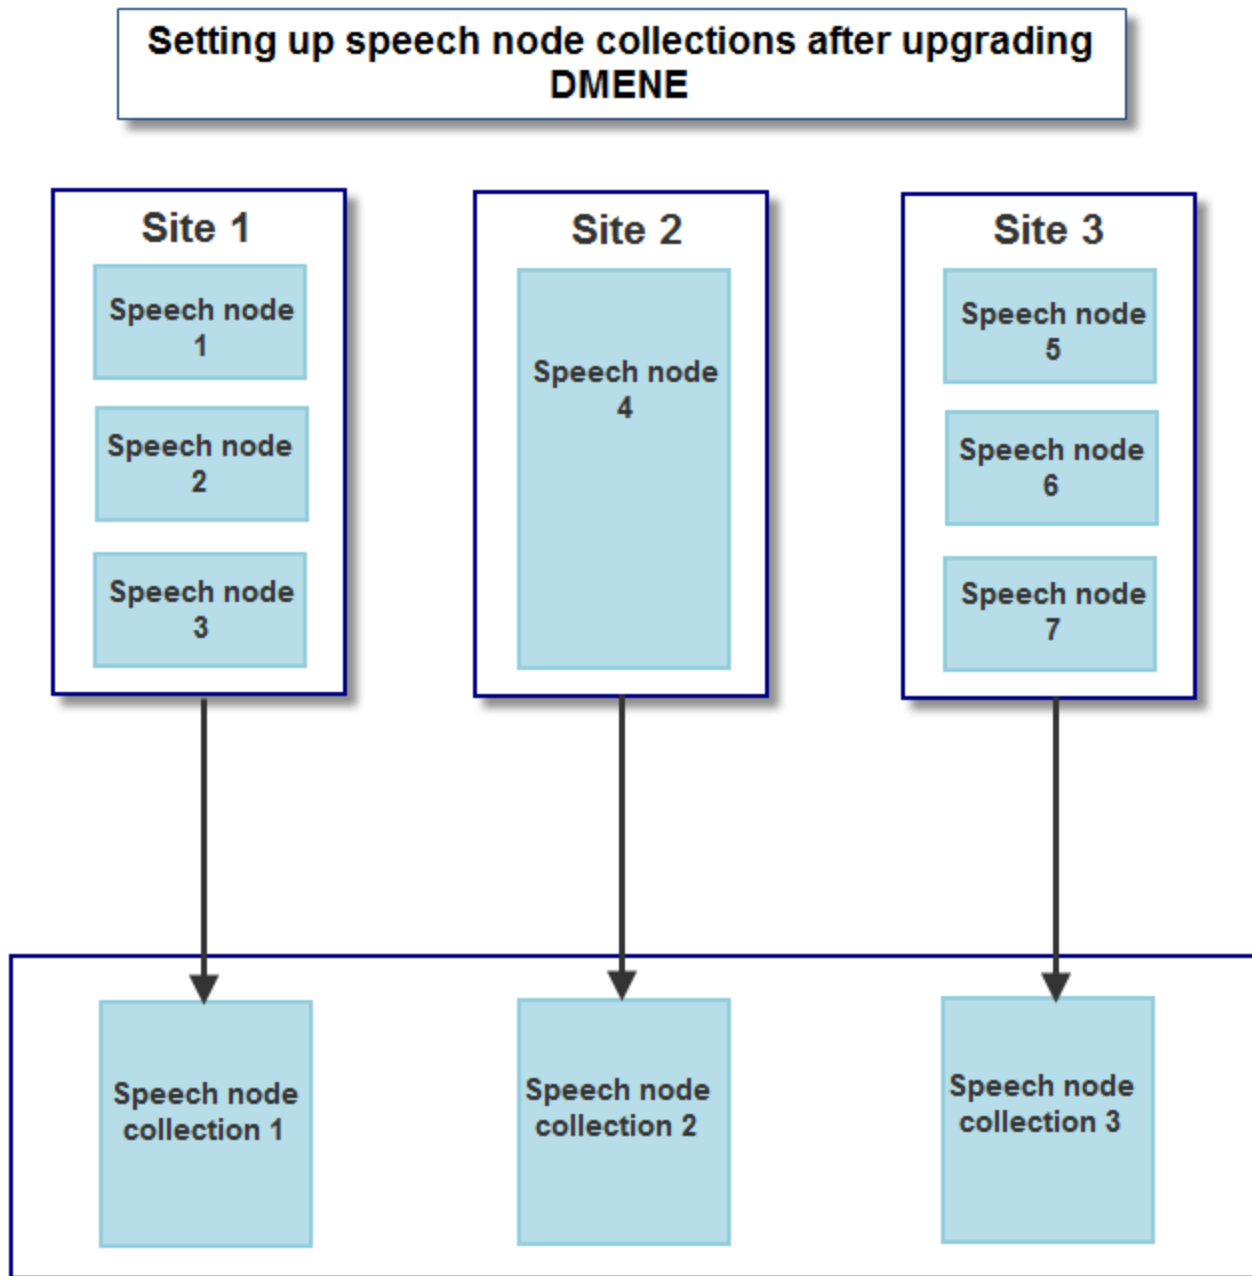 Setting up speech node collections after upgrading
DMENE
Site 1
Speech node
1
Speech node
2
Speech node
3
Site 2
Speech node
4
Site 3
Speech node
5
Speech node
6
Speech node
7
Speech node
collection 1
Speech node
collection 2
Speech node
collection 3